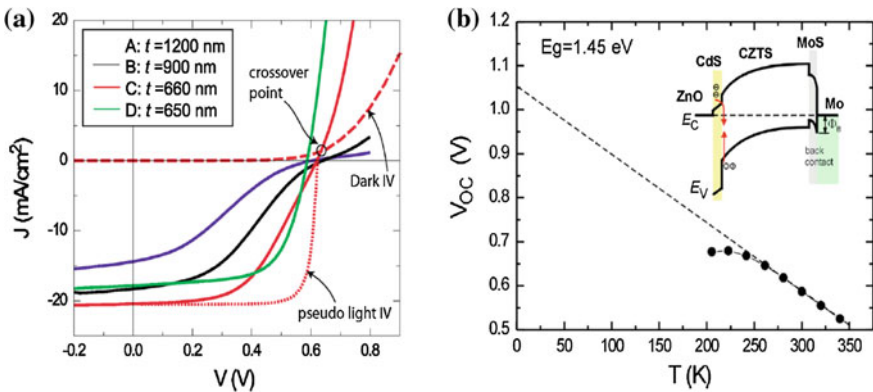 (a)
20
10
0
-10
-20
J (mA/cm²)
A: t=1200 nm
B: t=900 nm
C: t=660 nm
D: t=650 nm
crossover
point
Dark IV
pseudo light IV
-0.2
0.0
0.2
0.4
0.6
0.8
V (V)
(b)
1.2
1.1
1.0
0.9
0.8
0.7
0.6
0.5
V_OC (V)
Eg=1.45 eV
CdS
CZTS
MoS
ZnO
Mo
E_C
Φ_B
back
contact
E_V
0
50
100
150
200
250
300
350
T (K)